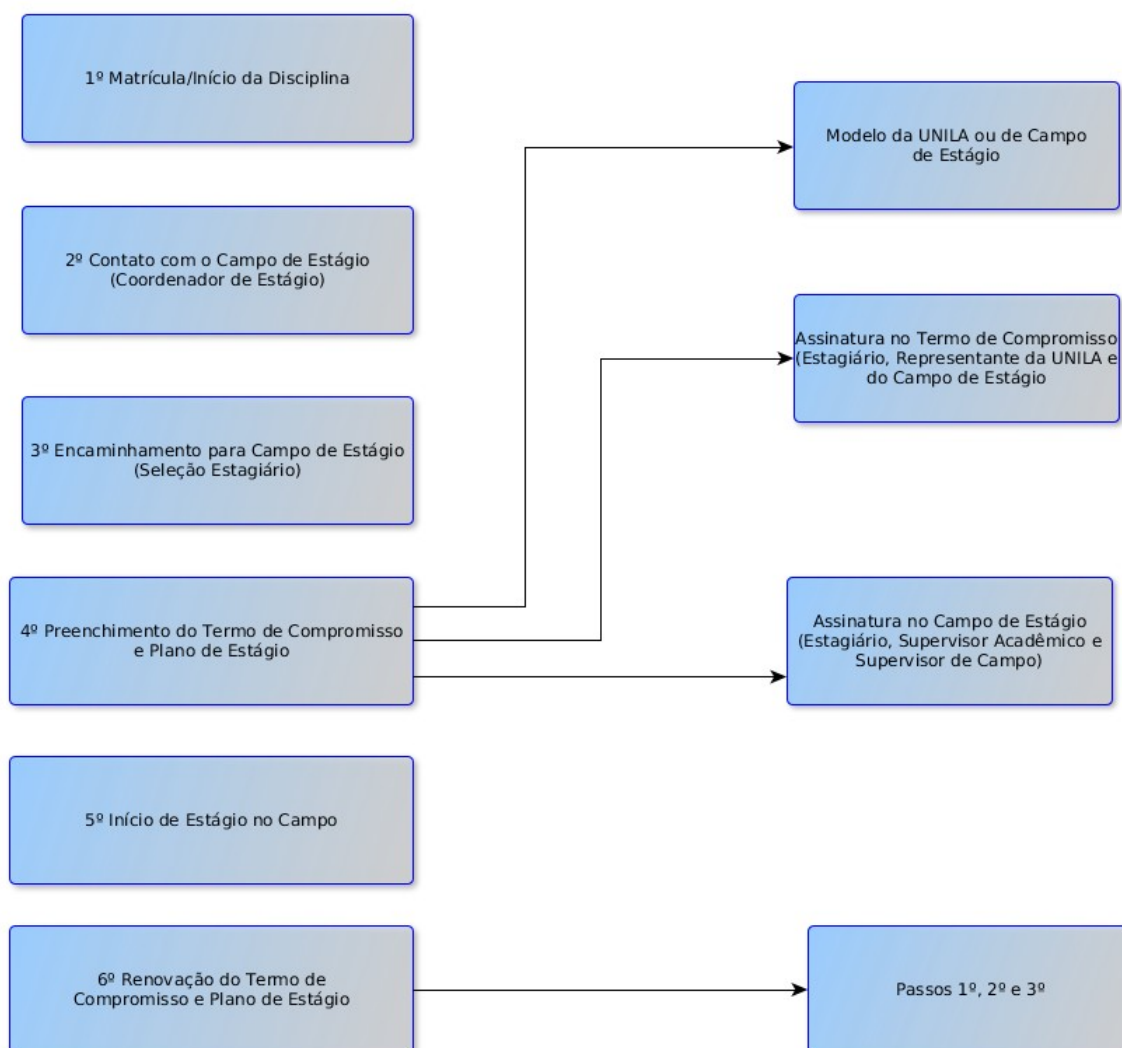 1º Matrícula/Início da Disciplina
2º Contato com o Campo de Estágio
(Coordenador de Estágio)
3º Encaminhamento para Campo de Estágio
(Seleção Estagiário)
4º Preenchimento do Termo de Compromisso
e Plano de Estágio
5º Início de Estágio no Campo
6º Renovação do Termo de
Compromisso e Plano de Estágio
Modelo da UNILA ou de Campo
de Estágio
Assinatura no Termo de Compromisso
(Estagiário, Representante da UNILA e
do Campo de Estágio
Assinatura no Campo de Estágio
(Estagiário, Supervisor Acadêmico e
Supervisor de Campo)
Passos 1º, 2º e 3º